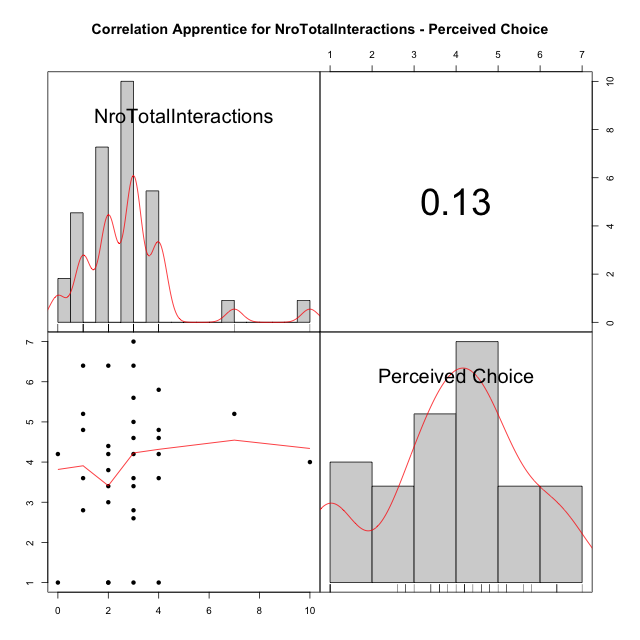 Correlation Apprentice for NroTotalInteractions - Perceived Choice
1 2 3 4 5 6 7
NroTotalInteractions
0.13
0 2 4 6 8 10
Perceived Choice
1 2 3 4 5 6 7
0 2 4 6 8 10